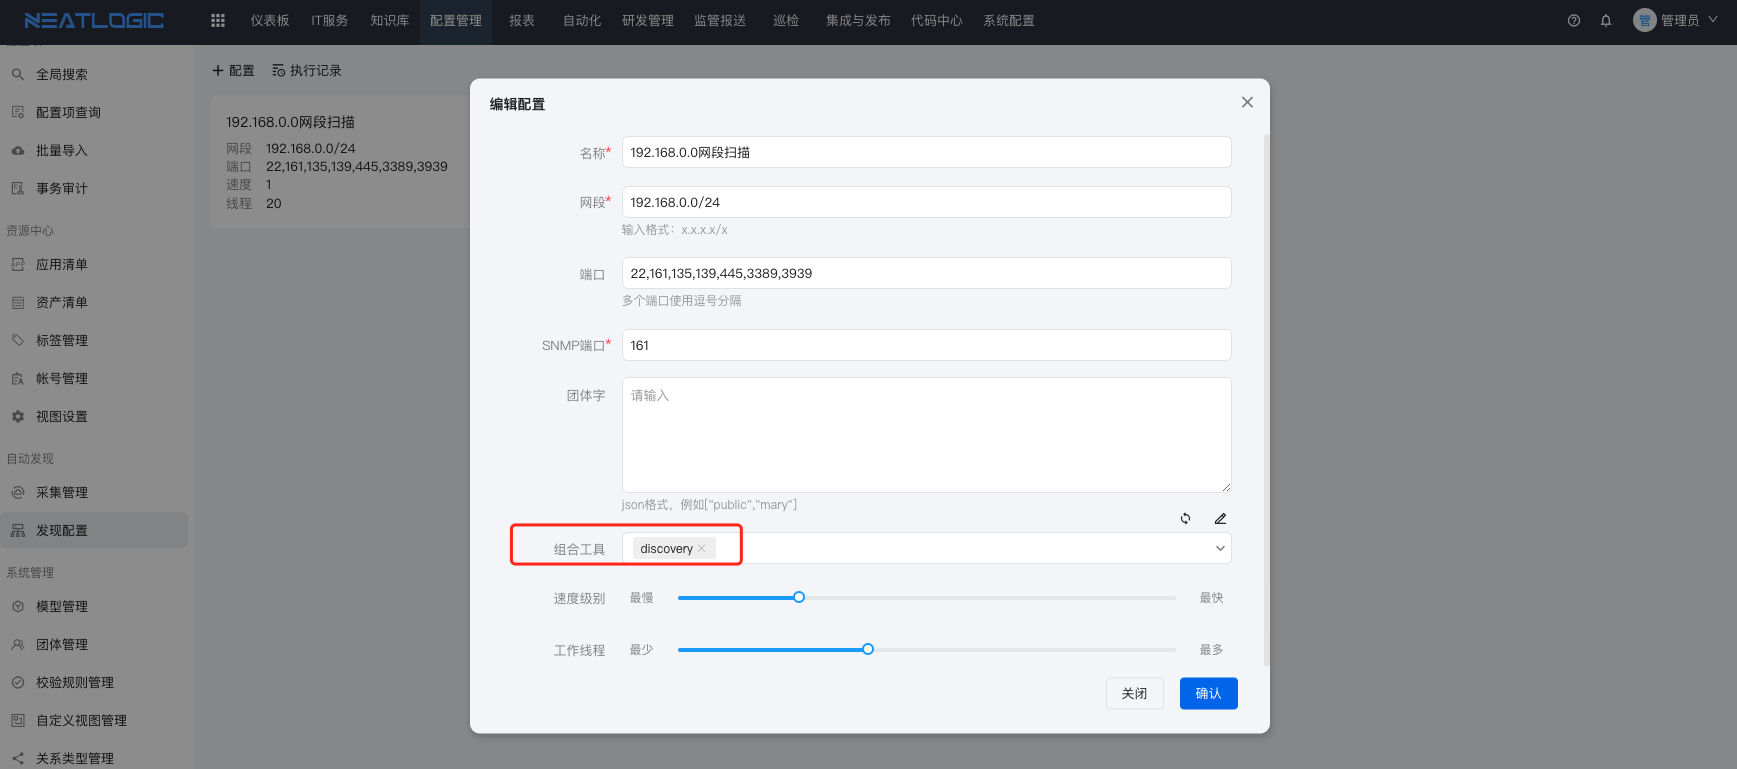 NEATLOGIC
仪表板
IT服务
知识库
配置管理
报表
自动化
研发管理
监管报送
巡检
集成与发布
代码中心
系统配置
管
管理员
全局搜索
配置项查询
批量导入
事务审计
资源中心
应用清单
资产清单
标签管理
帐号管理
视图设置
自动发现
采集管理
发现配置
系统管理
模型管理
团体管理
校验规则管理
自定义视图管理
关系类型管理
配置
执行记录
192.168.0.0网段扫描
网段 192.168.0.0/24
端口 22,161,135,139,445,3389,3939
速度 1
线程 20
编辑配置
名称* 192.168.0.0网段扫描
网段* 192.168.0.0/24
输入格式：x.x.x.x/x
端口 22,161,135,139,445,3389,3939
多个端口使用逗号分隔
SNMP端口* 161
团体字 请输入
json格式，例如["public","mary"]
组合工具 discovery
速度级别 最慢 最快
工作线程 最少 最多
关闭
确认